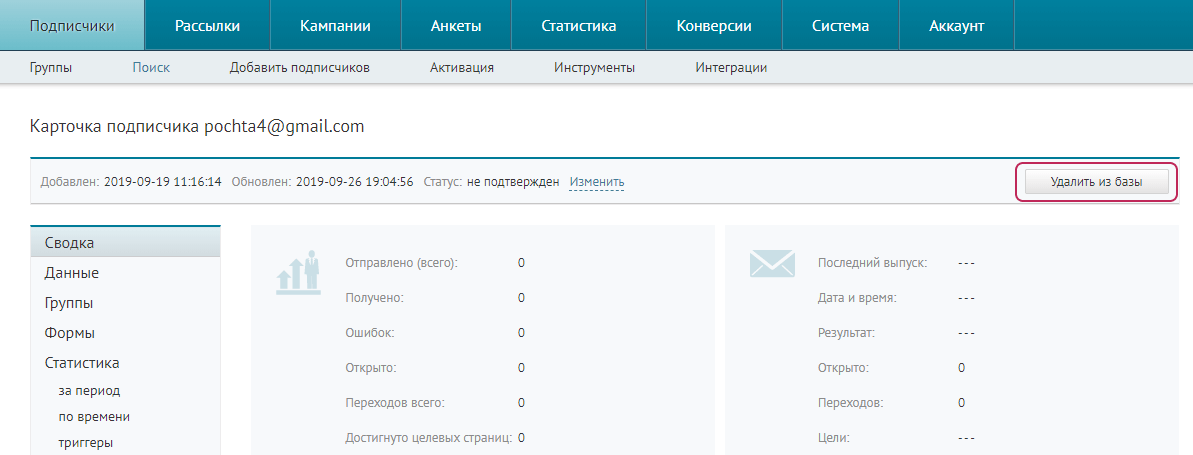 Подписчики Рассылки Кампании Анкеты Статистика Конверсии Система Аккаунт
Группы Поиск Добавить подписчиков Активация Инструменты Интеграции
Карточка подписчика pochta4@gmail.com
Добавлен: 2019-09-19 11:16:14 Обновлен: 2019-09-26 19:04:56 Статус: не подтвержден Изменить Удалить из базы
Сводка
Данные
Группы
Формы
Статистика
за период
по времени
триггеры
Отправлено (всего): 0
Получено: 0
Ошибок: 0
Открыто: 0
Переходов всего: 0
Достигнуто целевых страниц: 0
Последний выпуск: ---
Дата и время: ---
Результат: ---
Открыто: 0
Переходов: 0
Цели: ---